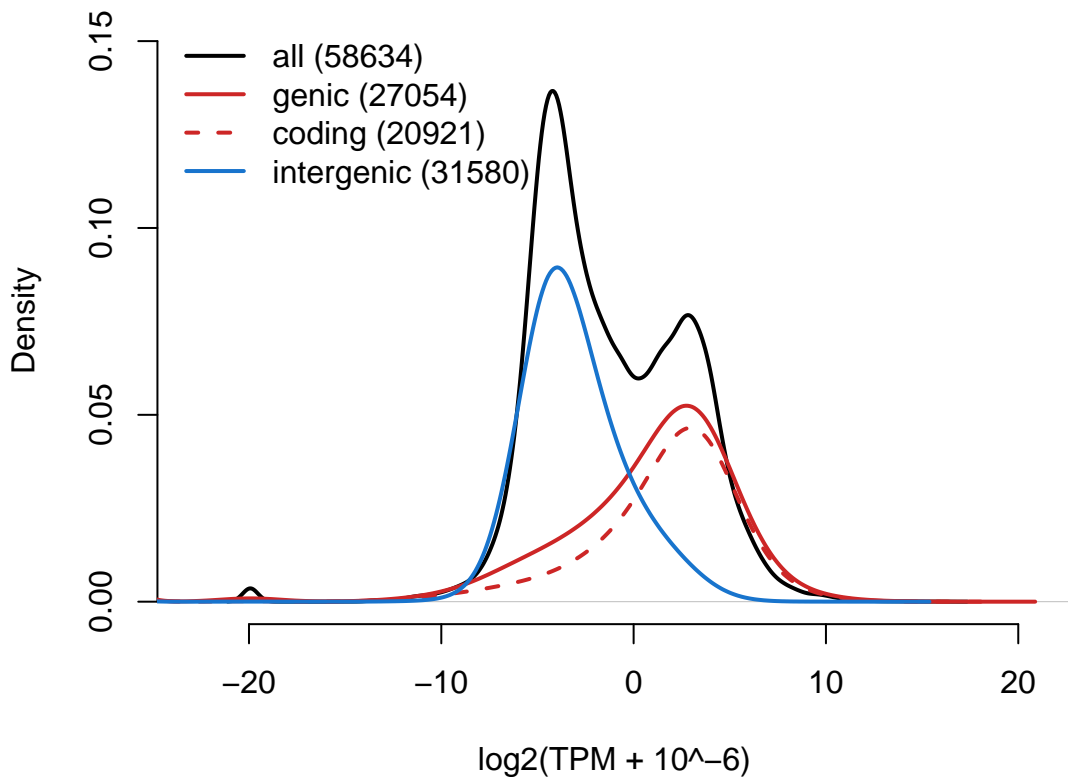 all (58634)
genic (27054)
coding (20921)
intergenic (31580)
Density
0.15
0.10
0.05
0.00
−20 −10 0 10 20
log2(TPM + 10^−6)